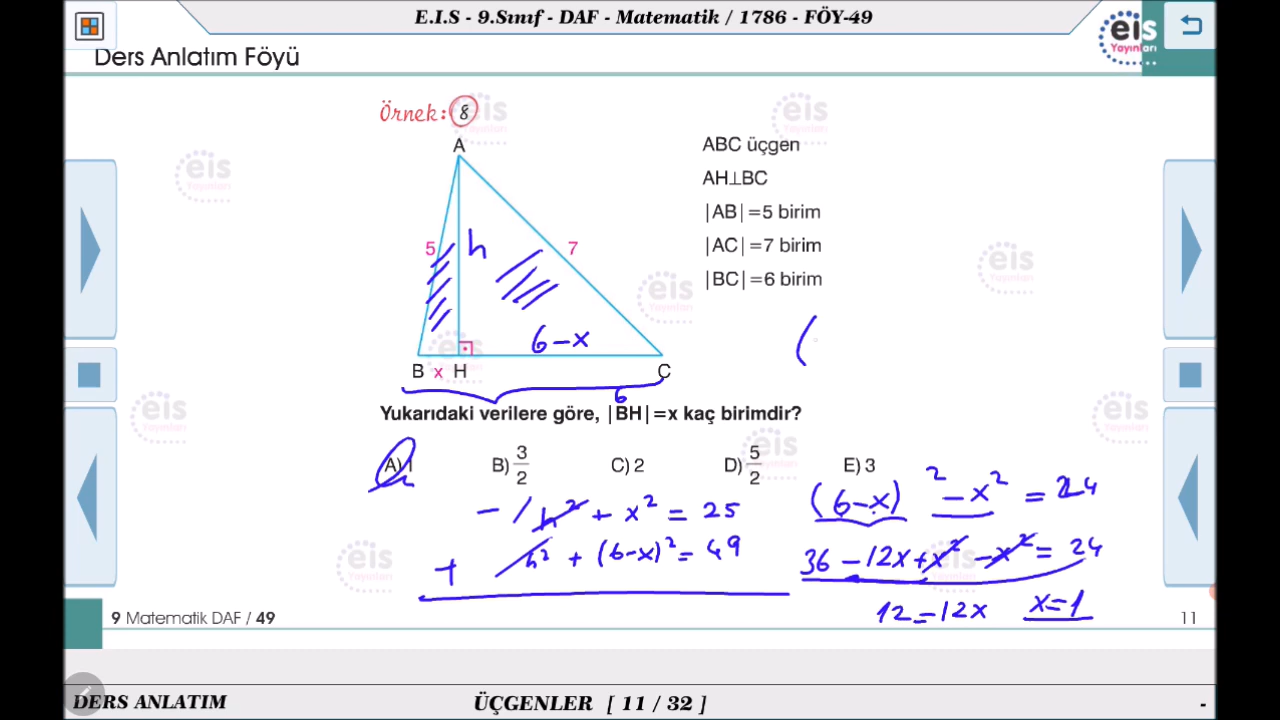 E.I.S - 9.Sınıf - DAF - Matematik / 1786 - FÖY-49
eis
Yayınları
Ders Anlatım Föyü
Örnek: 8
A
ABC üçgen
AH⊥BC
|AB|=5 birim
|AC|=7 birim
|BC|=6 birim
5
h
7
6-x
B x H C
6
(
Yukarıdaki verilere göre, |BH|=x kaç birimdir?
A) 1 B) 3/2 C) 2 D) 5/2 E) 3
- / h² + x² = 25
+ h² + (6-x)² = 49
(6-x)² - x² = 24
36 - 12x + x² - x² = 24
12 = 12x x=1
9 Matematik DAF / 49
11
DERS ANLATIM
ÜÇGENLER [ 11 / 32 ]
-